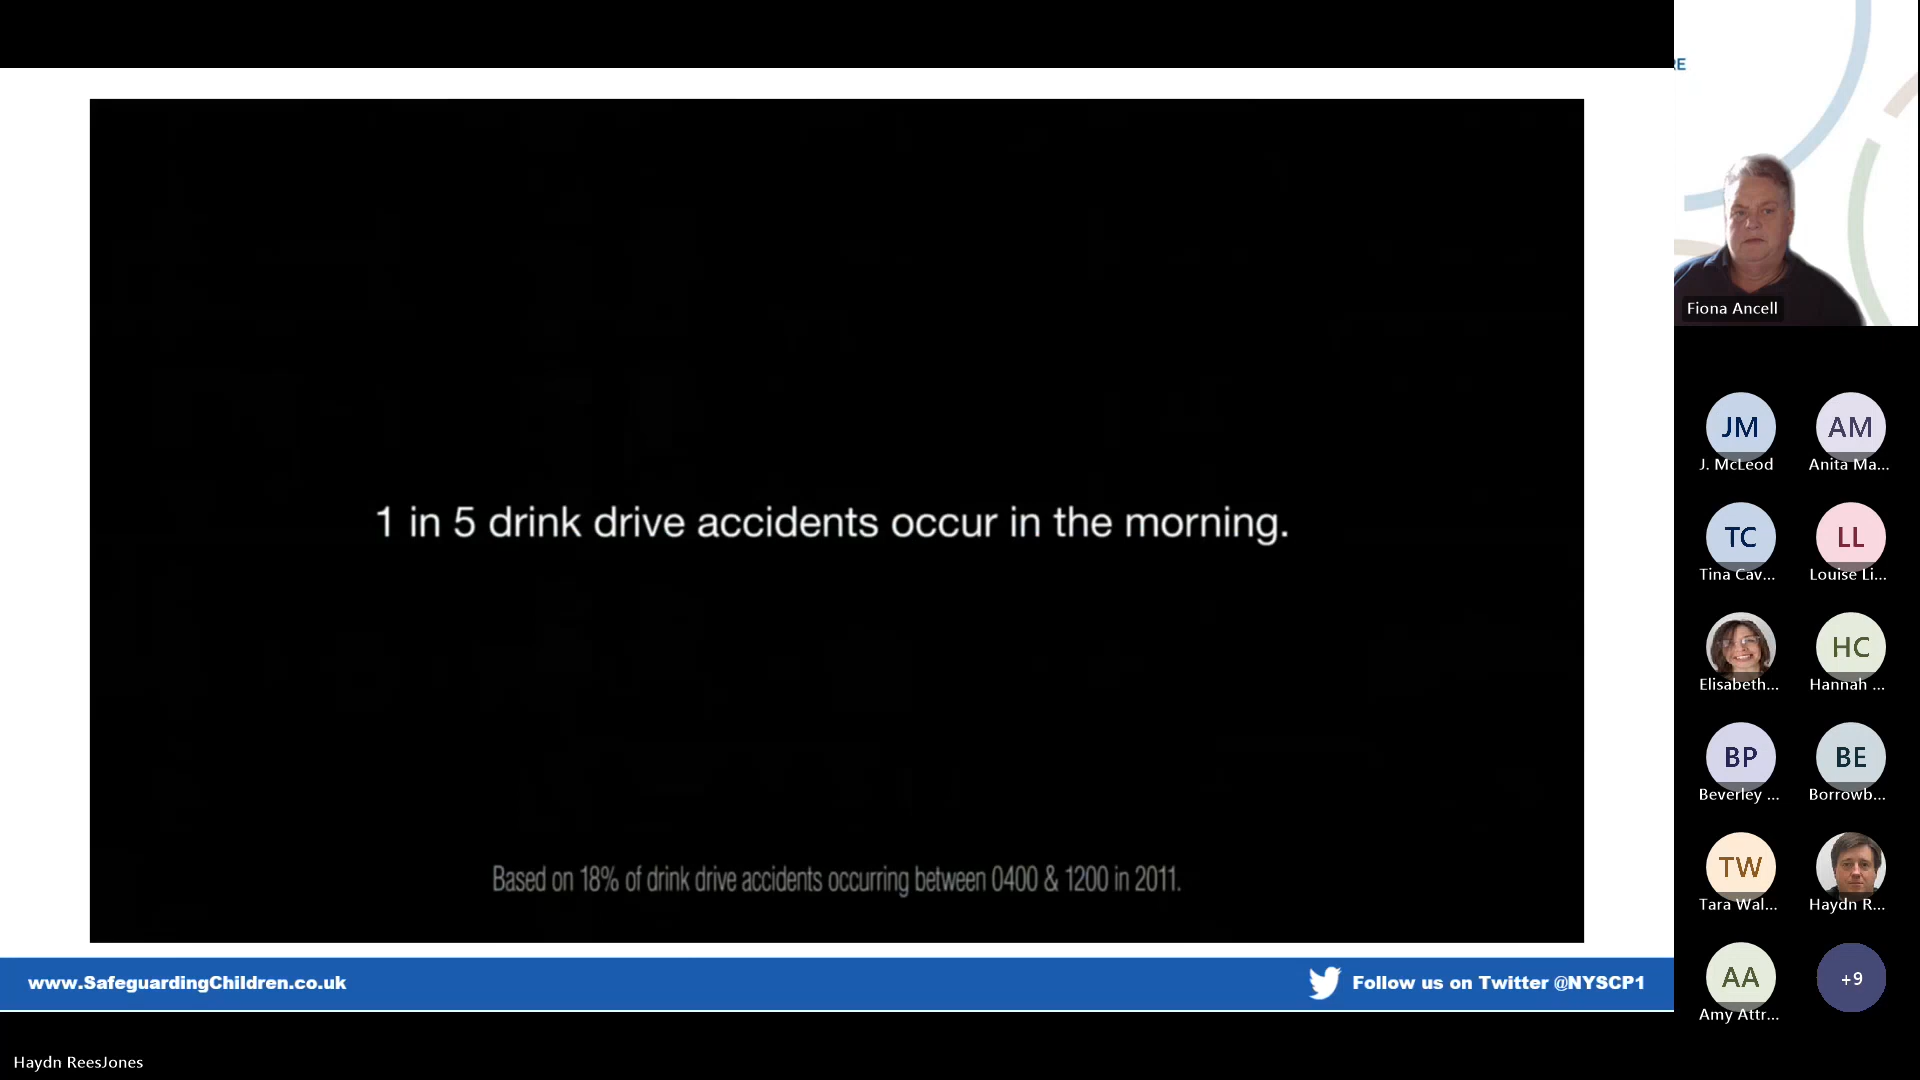 RE
1 in 5 drink drive accidents occur in the morning.
Based on 18% of drink drive accidents occurring between 0400 & 1200 in 2011.
www.SafeguardingChildren.co.uk
Follow us on Twitter @NYSCP1
Haydn ReesJones
Fiona Ancell
JM
AM
J. McLeod
Anita Ma...
TC
LL
Tina Cav...
Louise Li...
HC
Elisabeth...
Hannah ...
BP
BE
Beverley ...
Borrowb...
TW
Tara Wal...
Haydn R...
AA
+9
Amy Attr...